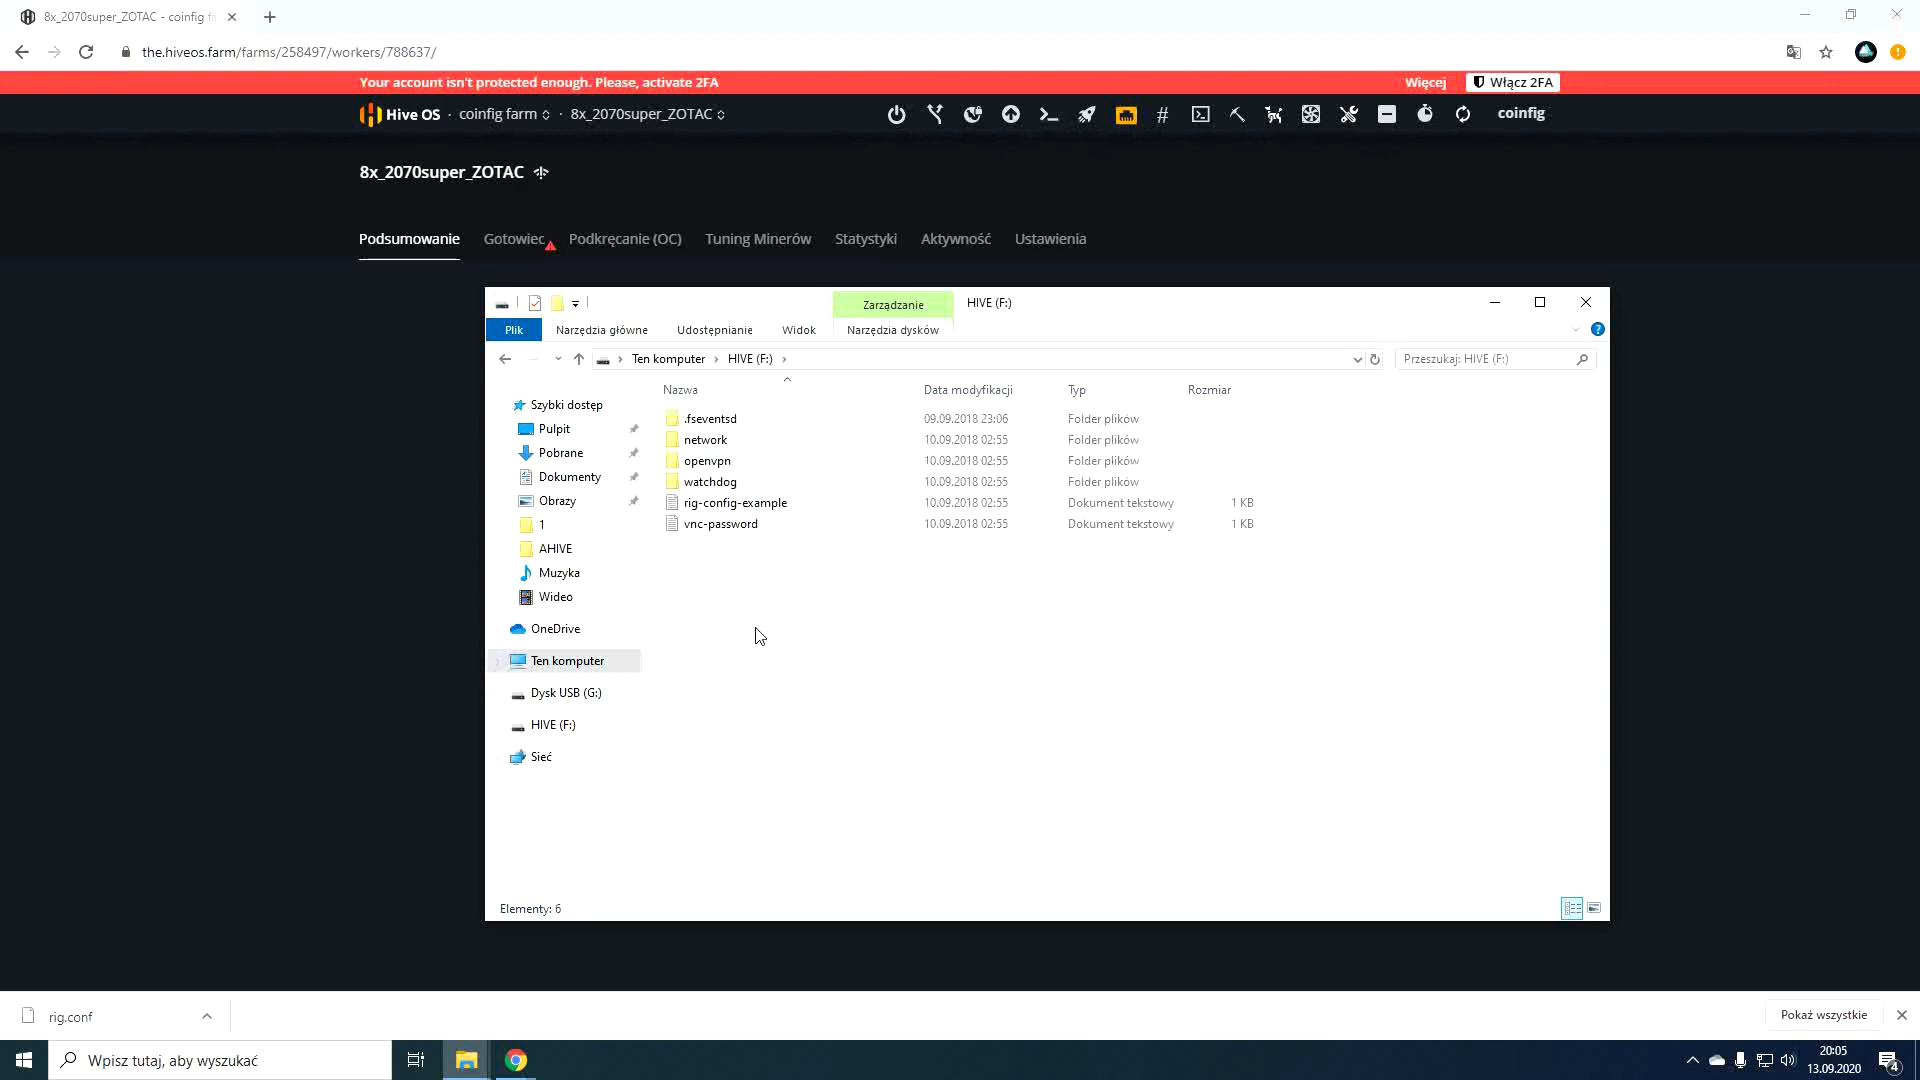 8x_2070super_ZOTAC - coinfig fa
the.hiveos.farm/farms/258497/workers/788637/
Your account isn't protected enough. Please, activate 2FA
Więcej
Włącz 2FA
Hive OS · coinfig farm · 8x_2070super_ZOTAC
coinfig
8x_2070super_ZOTAC
Podsumowanie
Gotowiec
Podkręcanie (OC)
Tuning Minerów
Statystyki
Aktywność
Ustawienia
Zarządzanie
HIVE (F:)
Plik
Narzędzia główne
Udostępnianie
Widok
Narzędzia dysków
Ten komputer
HIVE (F:)
Przeszukaj: HIVE (F:)
Nazwa
Data modyfikacji
Typ
Rozmiar
Szybki dostęp
Pulpit
Pobrane
Dokumenty
Obrazy
1
AHIVE
Muzyka
Wideo
OneDrive
Ten komputer
Dysk USB (G:)
HIVE (F:)
Sieć
.fseventsd 09.09.2018 23:06 Folder plików
network 10.09.2018 02:55 Folder plików
openvpn 10.09.2018 02:55 Folder plików
watchdog 10.09.2018 02:55 Folder plików
rig-config-example 10.09.2018 02:55 Dokument tekstowy 1 KB
vnc-password 10.09.2018 02:55 Dokument tekstowy 1 KB
Elementy: 6
rig.conf
Pokaż wszystkie
Wpisz tutaj, aby wyszukać
20:05
13.09.2020
4